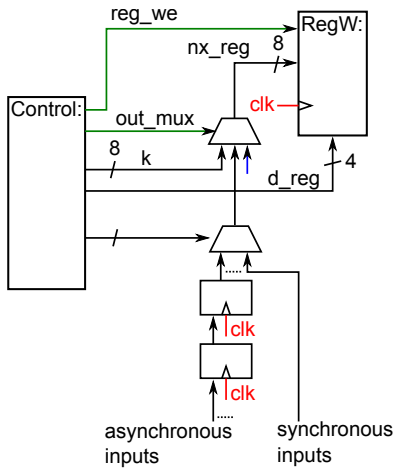 reg_we
RegW:
nx_reg
8
Control:
clk
out_mux
8
k
d_reg
4
.....
clk
clk
.....
asynchronous
inputs
synchronous
inputs